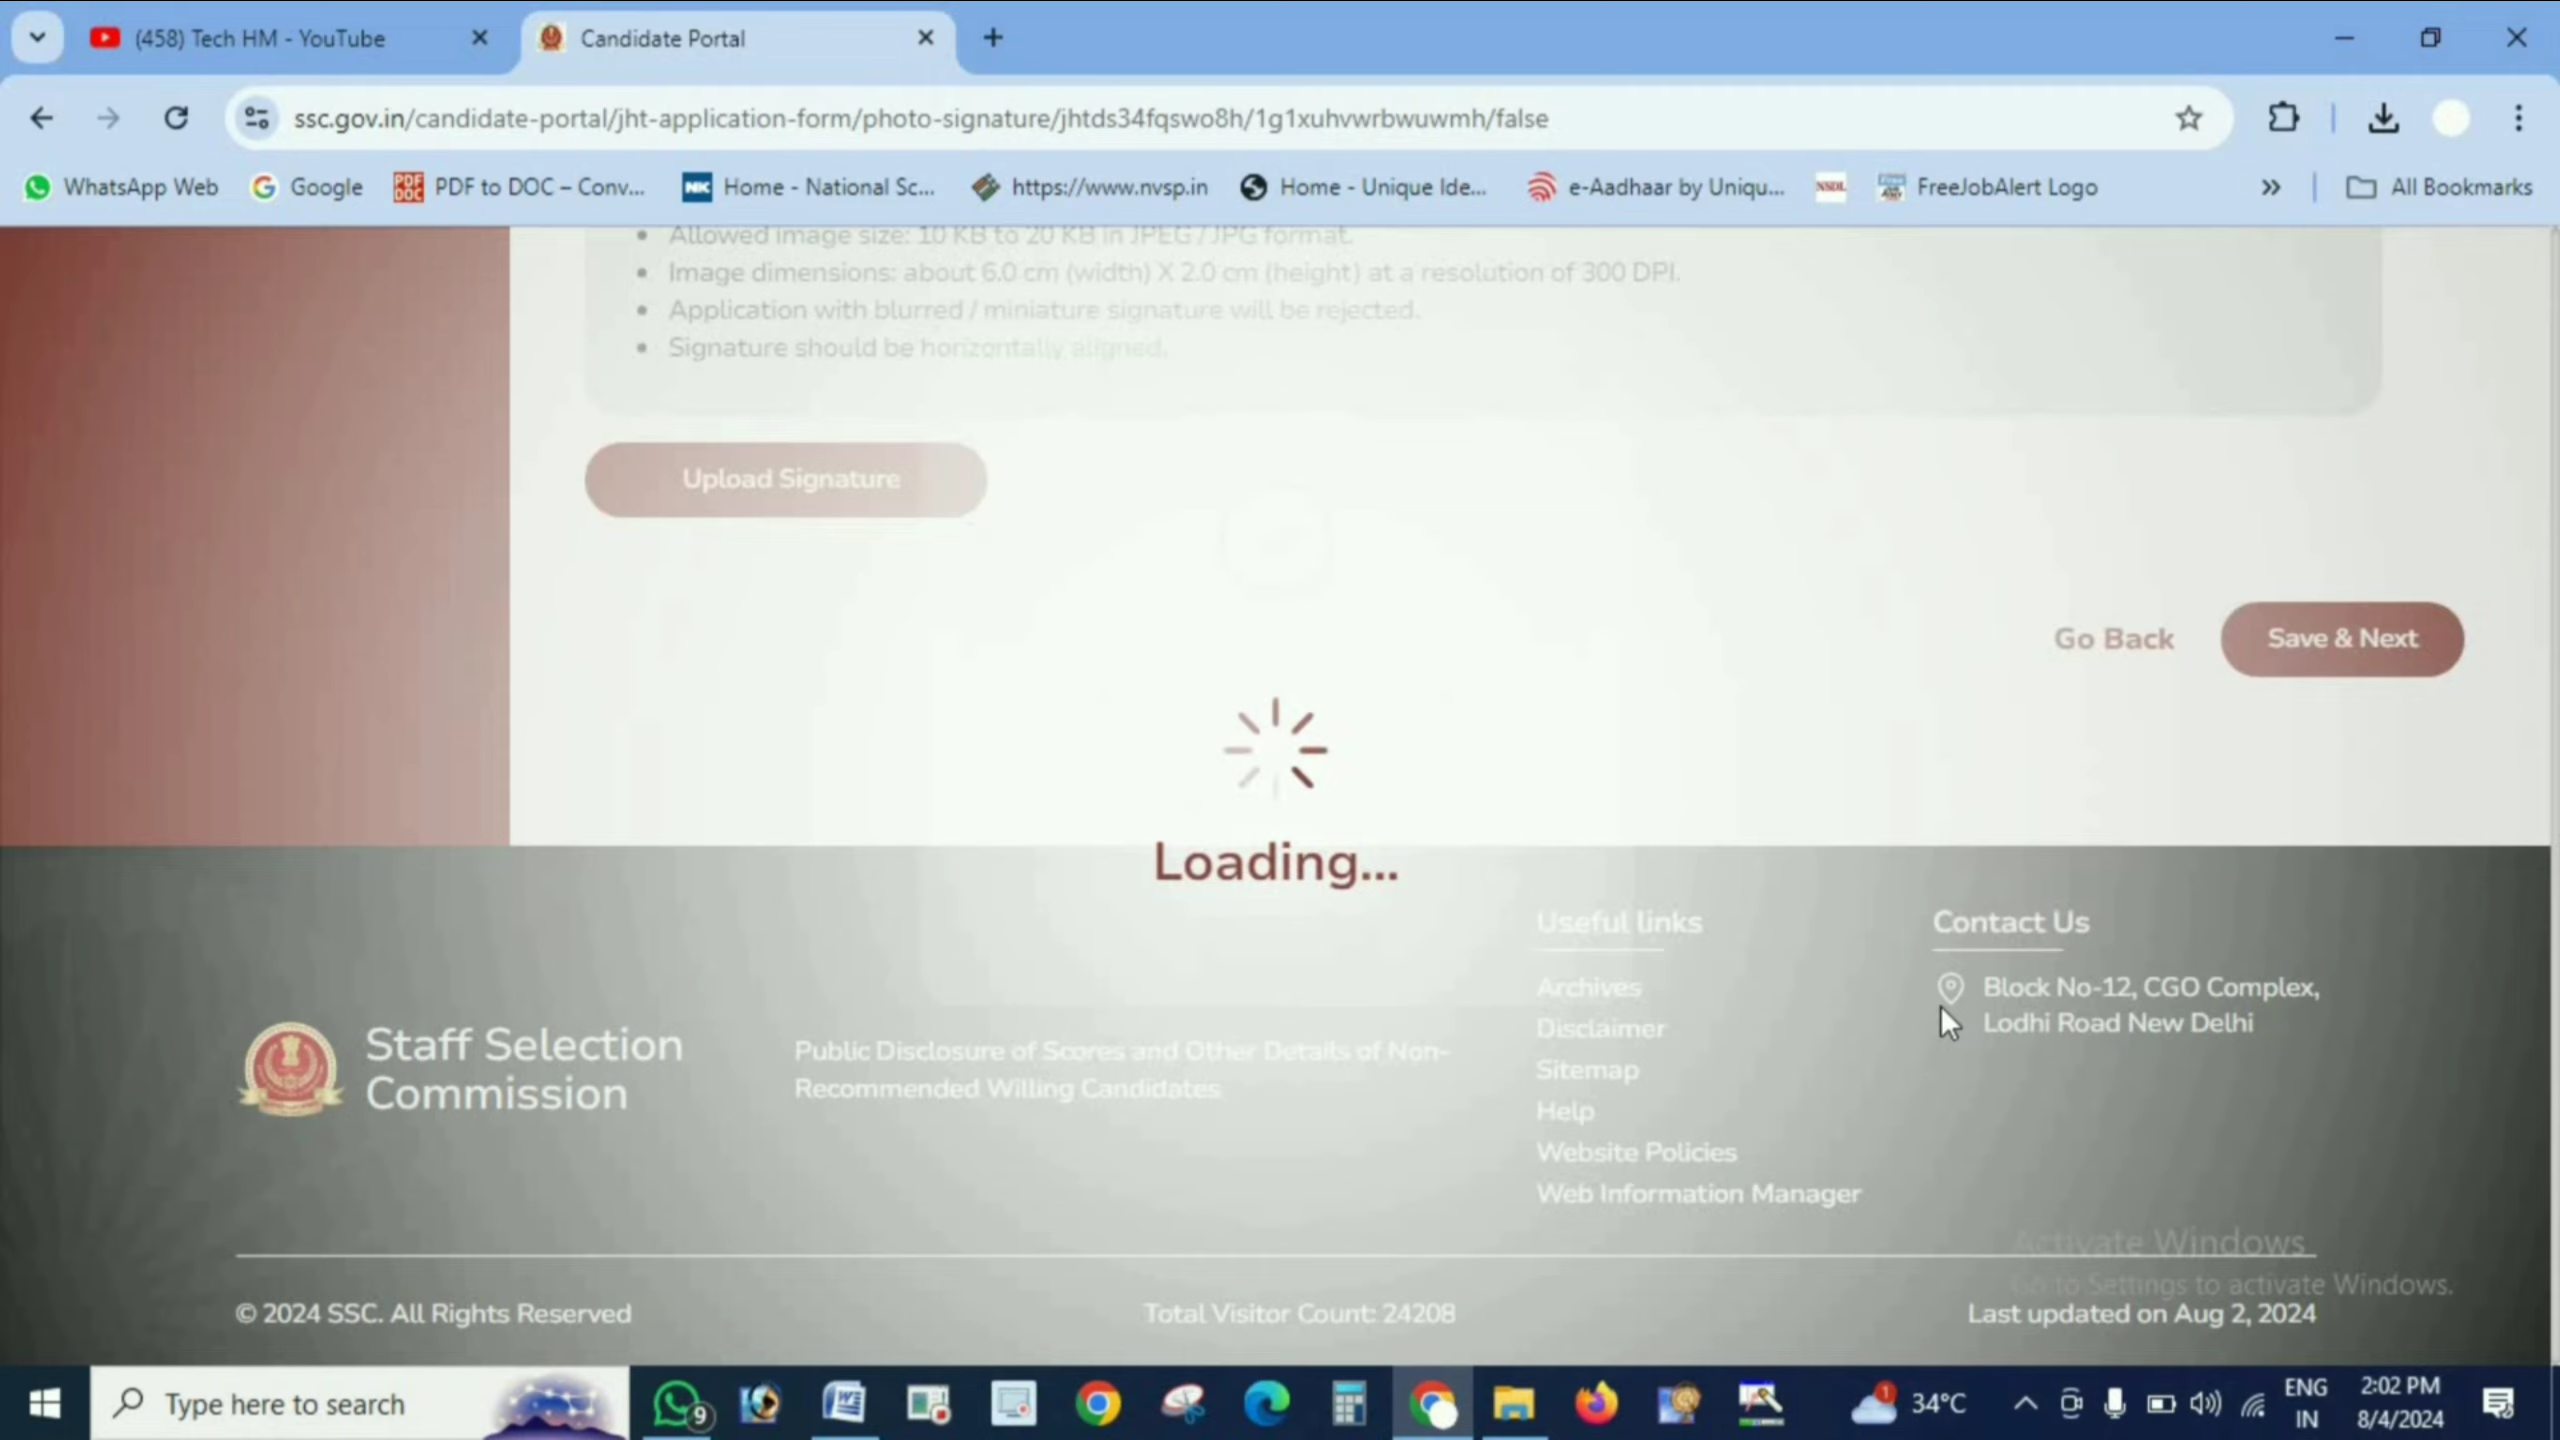 (458) Tech HM - YouTube
Candidate Portal
ssc.gov.in/candidate-portal/jht-application-form/photo-signature/jhtds34fqswo8h/1g1xuhvwrbwuwmh/false
WhatsApp Web
Google
PDF DOC
PDF to DOC – Conv...
NK
Home - National Sc...
https://www.nvsp.in
Home - Unique Ide...
e-Aadhaar by Uniqu...
NSDL
FreeJobAlert Logo
All Bookmarks
Allowed image size: 10 KB to 20 KB in JPEG / JPG format.
Image dimensions: about 6.0 cm (width) X 2.0 cm (height) at a resolution of 300 DPI.
Application with blurred / miniature signature will be rejected.
Signature should be horizontally aligned.
Upload Signature
Go Back
Save & Next
Loading...
Staff Selection
Commission
Public Disclosure of Scores and Other Details of Non-
Recommended Willing Candidates
Useful links
Archives
Disclaimer
Sitemap
Help
Website Policies
Web Information Manager
Contact Us
Block No-12, CGO Complex,
Lodhi Road New Delhi
Activate Windows
Go to Settings to activate Windows.
© 2024 SSC. All Rights Reserved
Total Visitor Count: 24208
Last updated on Aug 2, 2024
Type here to search
9
W
1
34°C
ENG
IN
2:02 PM
8/4/2024